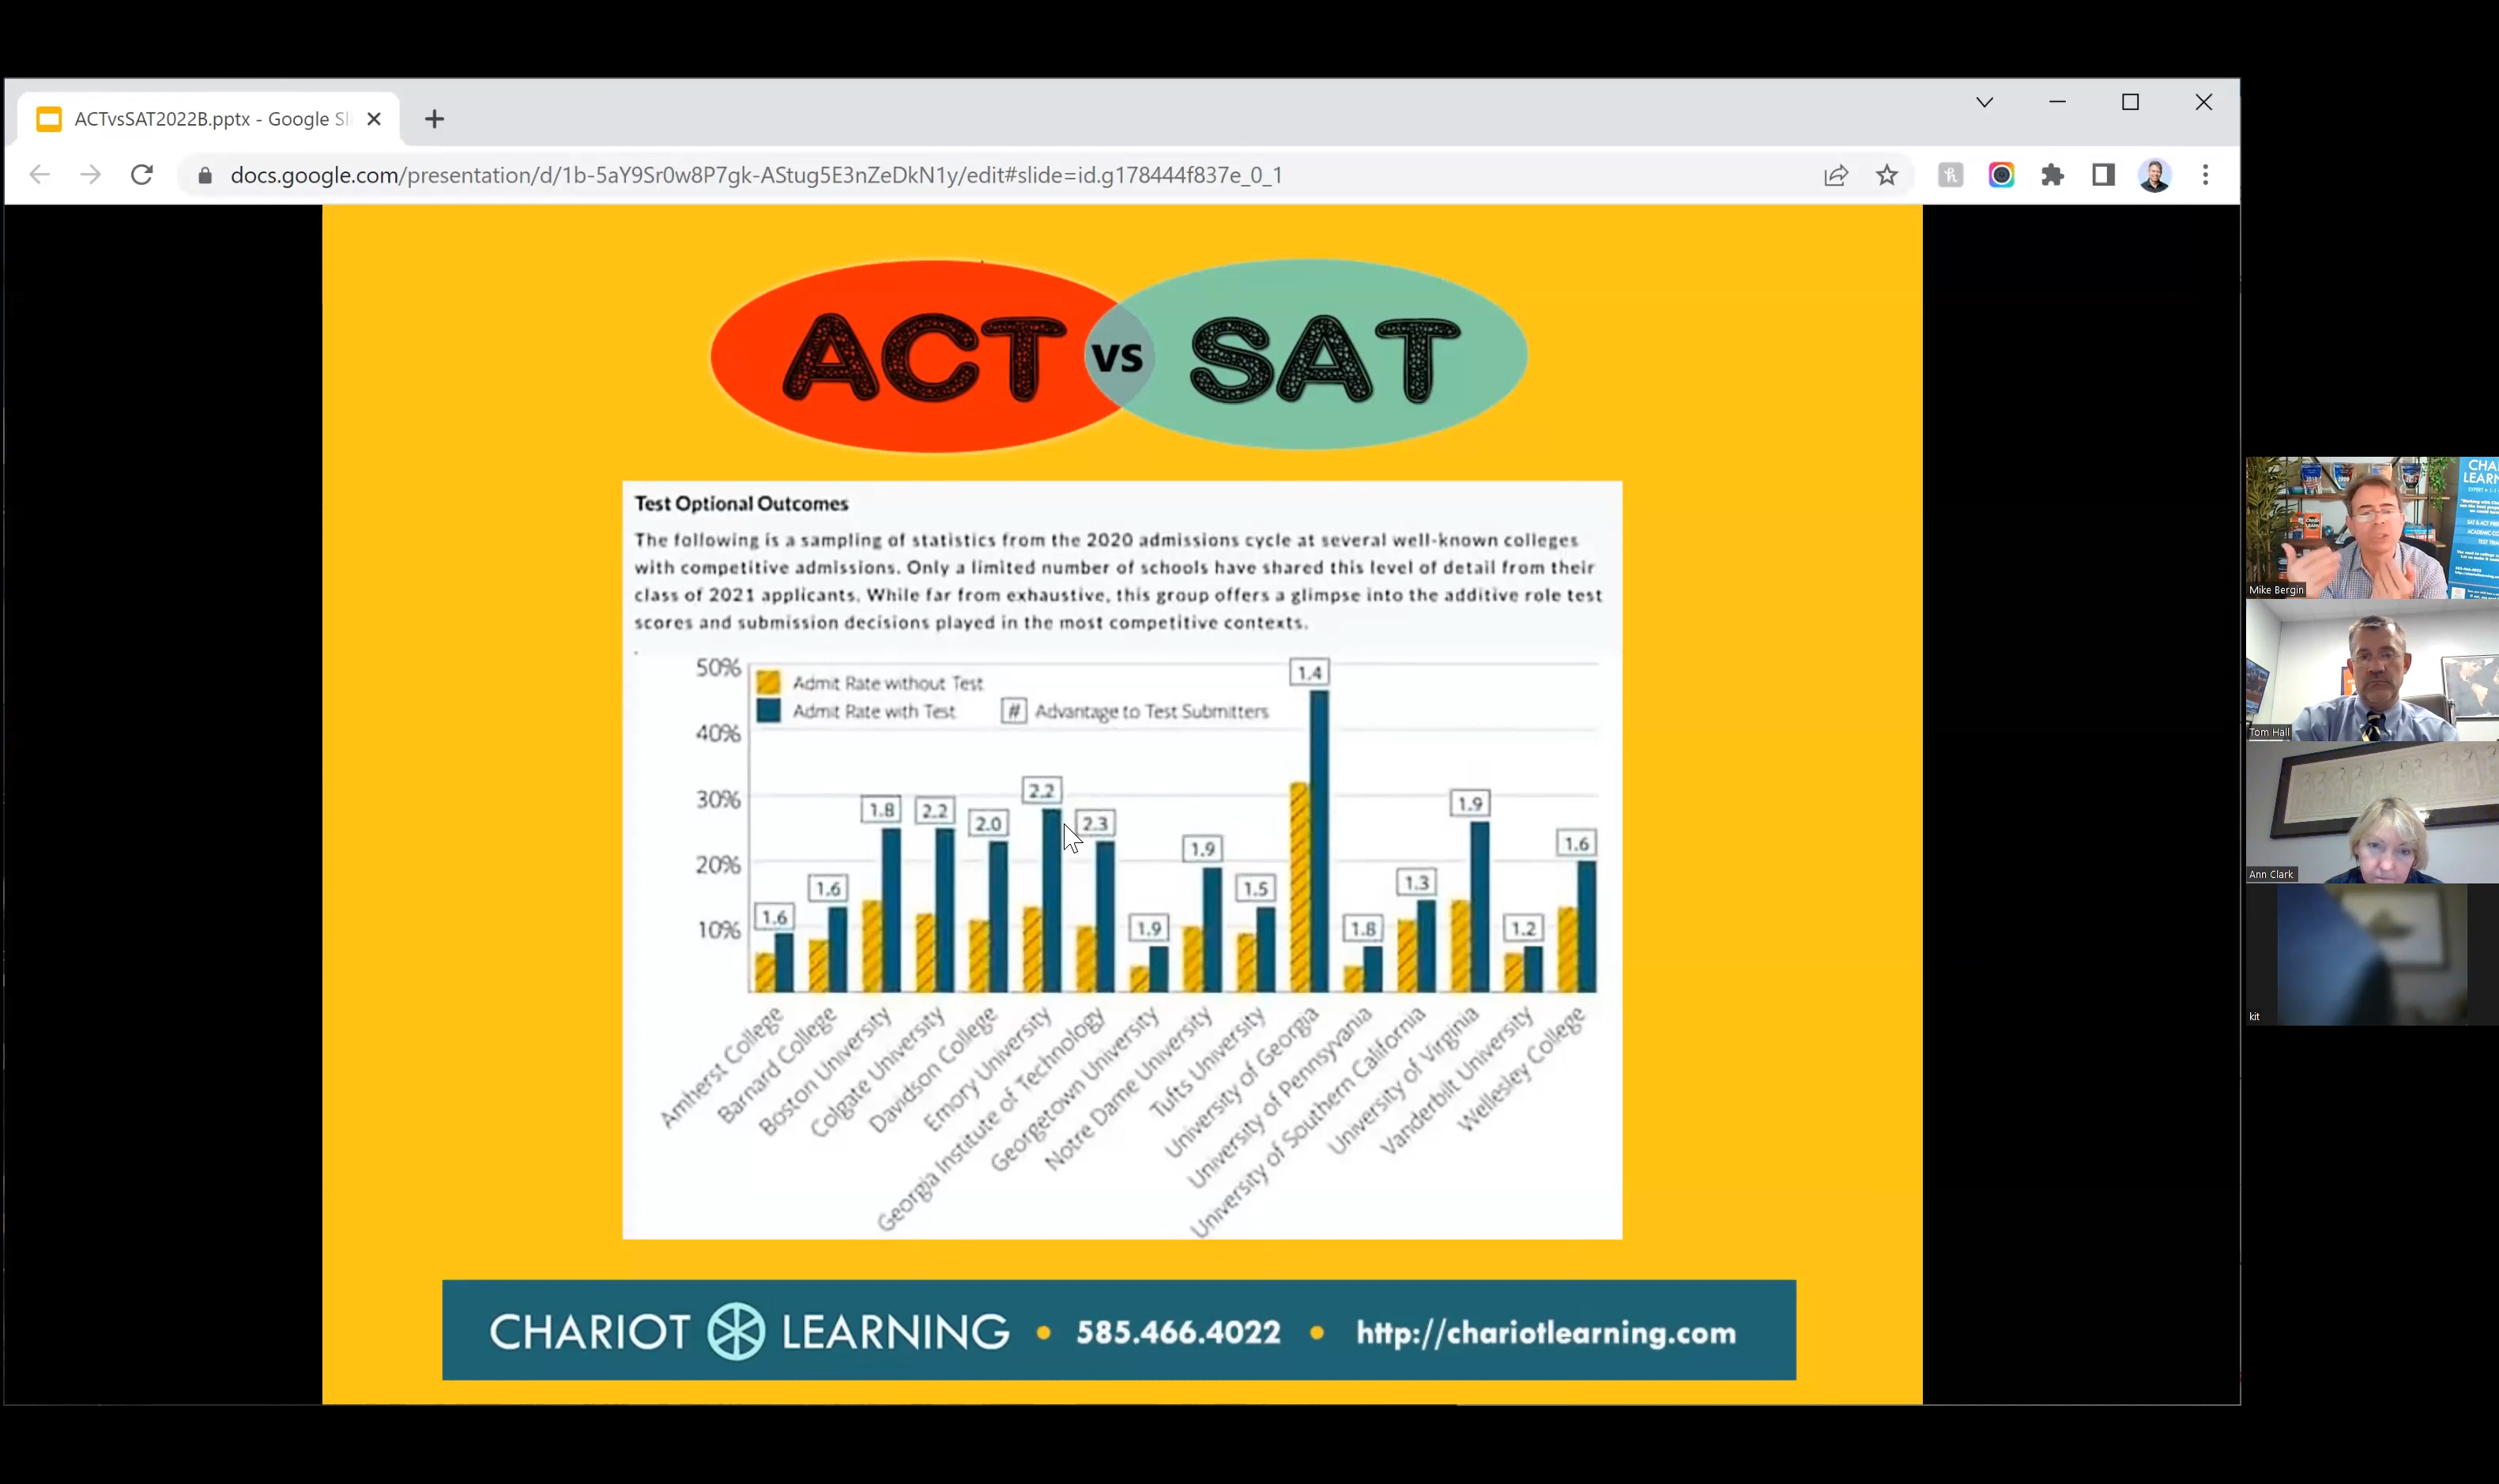 ACTvsSAT2022B.pptx - Google Sl
docs.google.com/presentation/d/1b-5aY9Sr0w8P7gk-AStug5E3nZeDkN1y/edit#slide=id.g178444f837e_0_1
ACT vs SAT
Test Optional Outcomes
The following is a sampling of statistics from the 2020 admissions cycle at several well-known colleges
with competitive admissions. Only a limited number of schools have shared this level of detail from their
class of 2021 applicants. While far from exhaustive, this group offers a glimpse into the additive role test
scores and submission decisions played in the most competitive contexts.
50%
40%
30%
20%
10%
Admit Rate without Test
Admit Rate with Test
# Advantage to Test Submitters
1.6
1.6
1.8
2.2
2.0
2.2
2.3
1.9
1.9
1.5
1.4
1.8
1.3
1.9
1.2
1.6
Amherst College
Barnard College
Boston University
Colgate University
Davidson College
Emory University
Georgia Institute of Technology
Georgetown University
Notre Dame University
Tufts University
University of Georgia
University of Pennsylvania
University of Southern California
University of Virginia
Vanderbilt University
Wellesley College
CHARIOT LEARNING • 585.466.4022 • http://chariotlearning.com
CHA
LEARN
Mike Bergin
Tom Hall
Ann Clark
kit